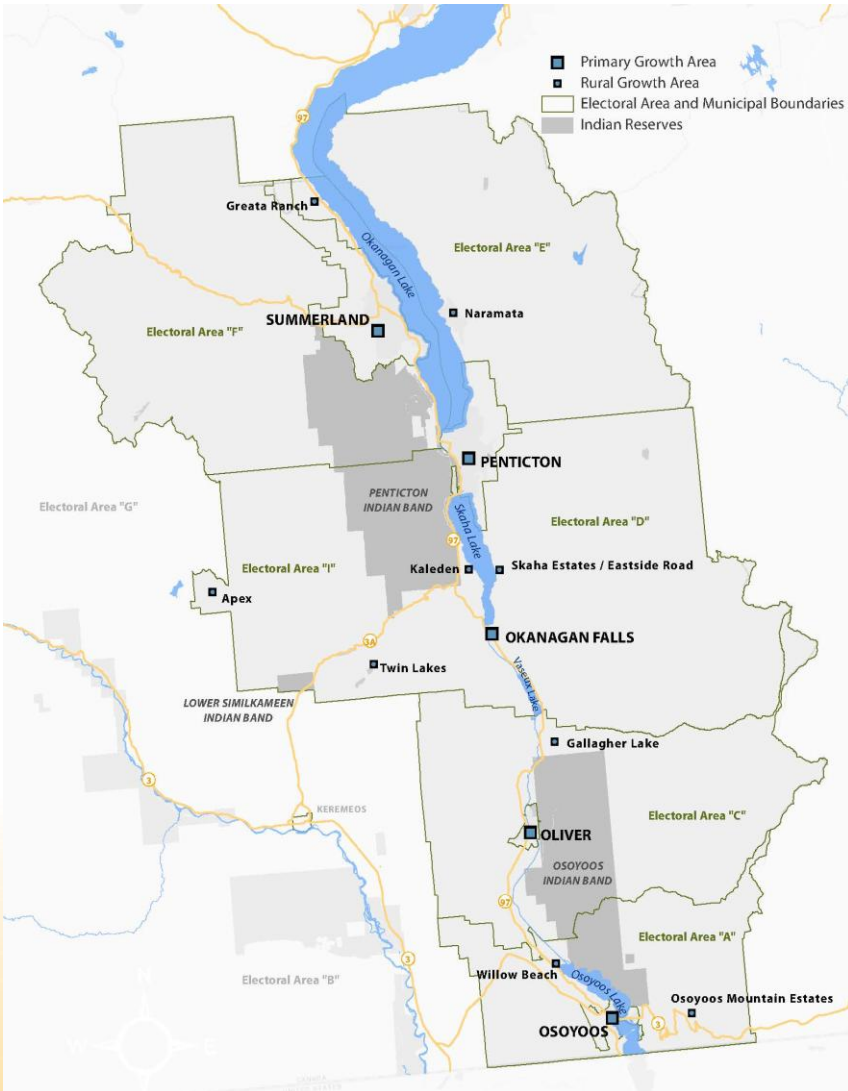 Primary Growth Area
Rural Growth Area
Electoral Area and Municipal Boundaries
Indian Reserves
97
Greata Ranch
Okanagan Lake
Electoral Area "E"
Naramata
SUMMERLAND
Electoral Area "F"
PENTICTON
PENTICTON
INDIAN BAND
Electoral Area "G"
Skaha Lake
Electoral Area "D"
97
Kaleden
Skaha Estates / Eastside Road
Electoral Area "I"
Apex
OKANAGAN FALLS
3A
Twin Lakes
Vaseux Lake
LOWER SIMILKAMEEN
INDIAN BAND
Gallagher Lake
3
KEREMEOS
Electoral Area "C"
OLIVER
OSOYOOS
INDIAN BAND
97
Electoral Area "A"
3
Willow Beach
Electoral Area "B"
Osoyoos Lake
Osoyoos Mountain Estates
OSOYOOS
3
N
W
E
S